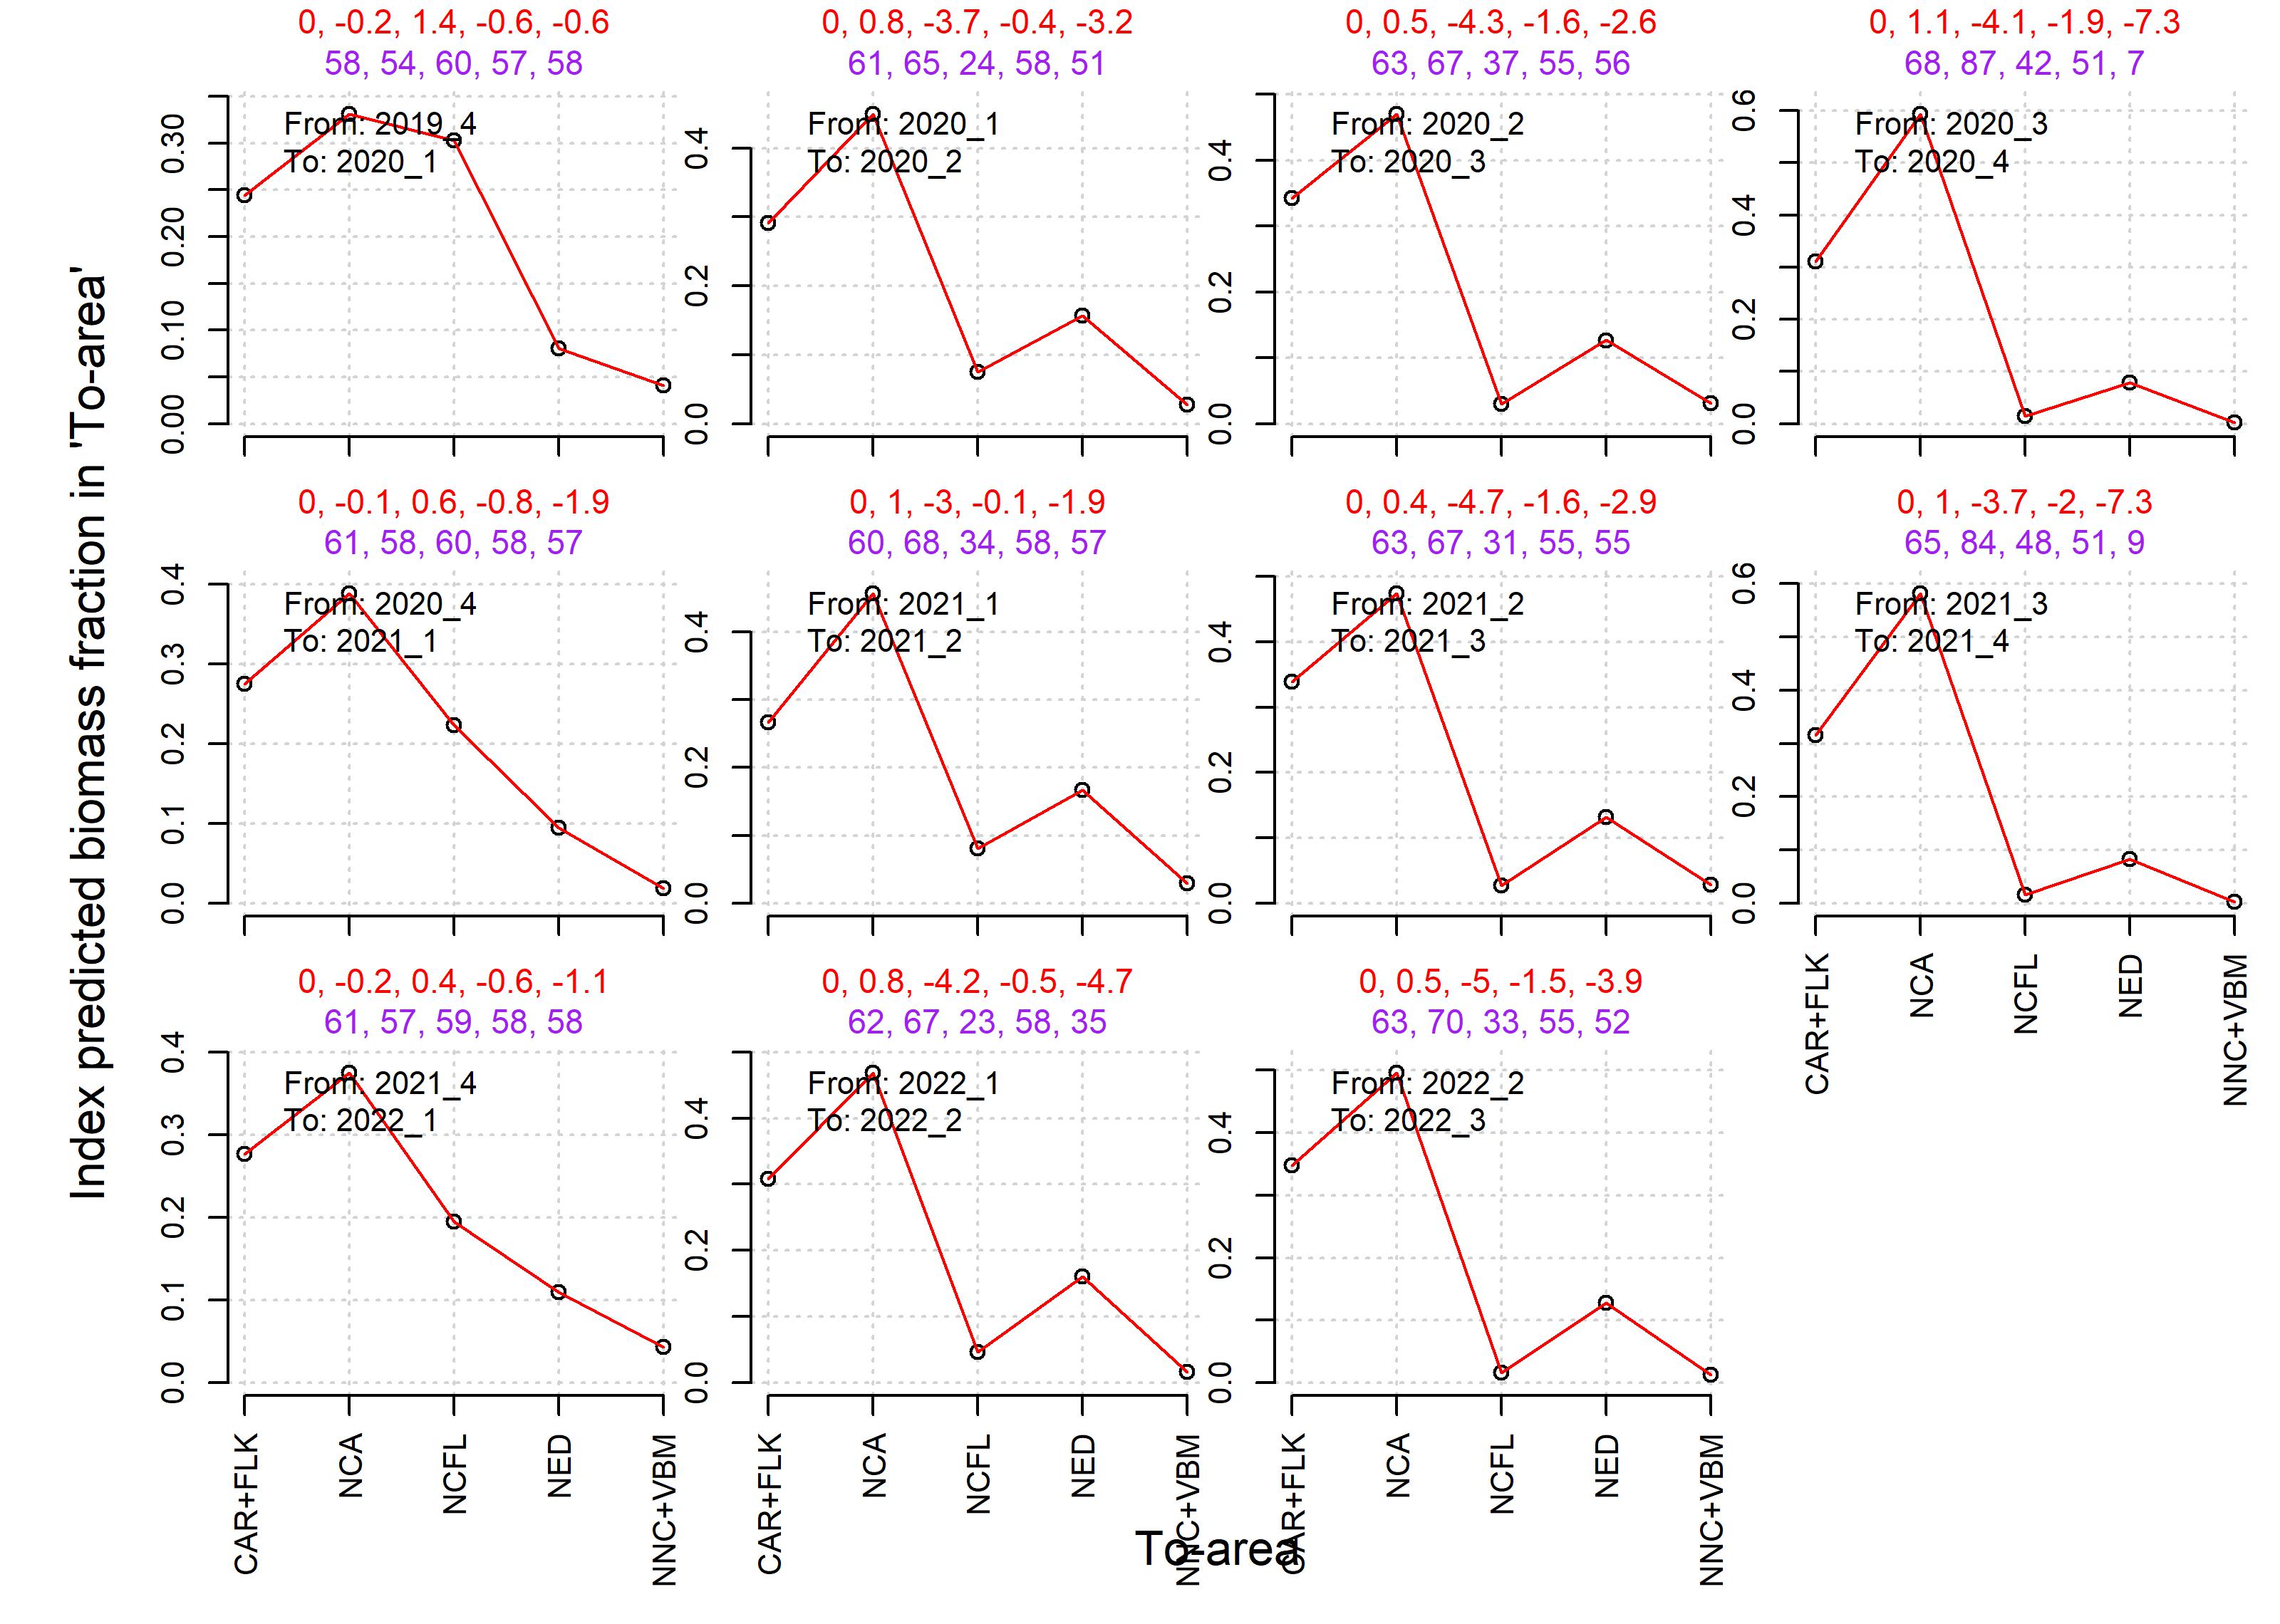 Index predicted biomass fraction in 'To-area'
0, -0.2, 1.4, -0.6, -0.6
58, 54, 60, 57, 58
From: 2019_4
To: 2020_1
0.00 0.10 0.20 0.30
0, 0.8, -3.7, -0.4, -3.2
61, 65, 24, 58, 51
From: 2020_1
To: 2020_2
0.0 0.2 0.4
0, 0.5, -4.3, -1.6, -2.6
63, 67, 37, 55, 56
From: 2020_2
To: 2020_3
0.0 0.2 0.4
0, 1.1, -4.1, -1.9, -7.3
68, 87, 42, 51, 7
From: 2020_3
To: 2020_4
0.0 0.2 0.4 0.6
0, -0.1, 0.6, -0.8, -1.9
61, 58, 60, 58, 57
From: 2020_4
To: 2021_1
0.0 0.1 0.2 0.3 0.4
0, 1, -3, -0.1, -1.9
60, 68, 34, 58, 57
From: 2021_1
To: 2021_2
0.0 0.2 0.4
0, 0.4, -4.7, -1.6, -2.9
63, 67, 31, 55, 55
From: 2021_2
To: 2021_3
0.0 0.2 0.4
0, 1, -3.7, -2, -7.3
65, 84, 48, 51, 9
From: 2021_3
To: 2021_4
0.0 0.2 0.4 0.6
CAR+FLK
NCA
NCFL
NED
NNC+VBM
0, -0.2, 0.4, -0.6, -1.1
61, 57, 59, 58, 58
From: 2021_4
To: 2022_1
0.0 0.1 0.2 0.3 0.4
CAR+FLK
NCA
NCFL
NED
NNC+VBM
0, 0.8, -4.2, -0.5, -4.7
62, 67, 23, 58, 35
From: 2022_1
To: 2022_2
0.0 0.2 0.4
CAR+FLK
NCA
NCFL
NED
NNC+VBM
0, 0.5, -5, -1.5, -3.9
63, 70, 33, 55, 52
From: 2022_2
To: 2022_3
0.0 0.2 0.4
CAR+FLK
NCA
NCFL
NED
NNC+VBM
To-area